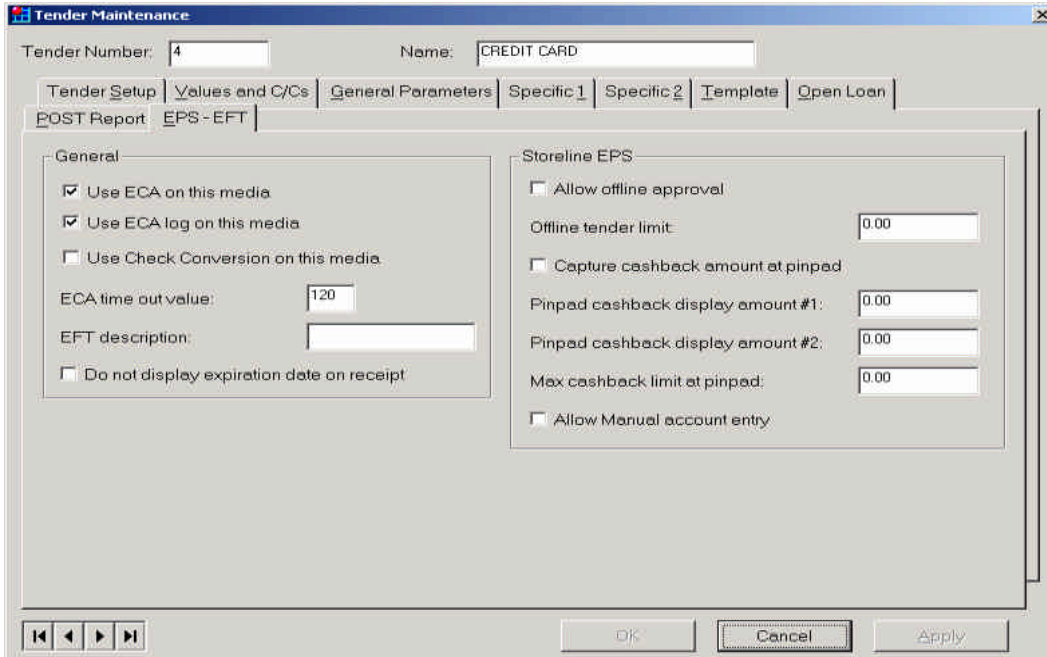 Tender Maintenance
Tender Number: 4 Name: CREDIT CARD
Tender Setup Values and C/Cs General Parameters Specific 1 Specific 2 Template Open Loan
POST Report EPS - EFT
General
Use ECA on this media
Use ECA log on this media
Use Check Conversion on this media
ECA time out value: 120
EFT description:
Do not display expiration date on receipt
Storeline EPS
Allow offline approval
Offline tender limit: 0.00
Capture cashback amount at pinpad
Pinpad cashback display amount #1: 0.00
Pinpad cashback display amount #2: 0.00
Max cashback limit at pinpad: 0.00
Allow Manual account entry
OK Cancel Apply